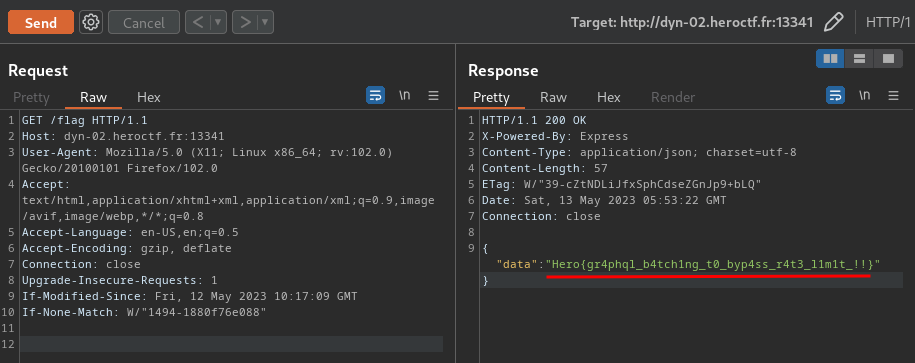 Send Cancel < > Target: http://dyn-02.heroctf.fr:13341 HTTP/1
Request
Pretty Raw Hex \n
1 GET /flag HTTP/1.1
2 Host: dyn-02.heroctf.fr:13341
3 User-Agent: Mozilla/5.0 (X11; Linux x86_64; rv:102.0)
Gecko/20100101 Firefox/102.0
4 Accept:
text/html,application/xhtml+xml,application/xml;q=0.9,image
/avif,image/webp,*/*;q=0.8
5 Accept-Language: en-US,en;q=0.5
6 Accept-Encoding: gzip, deflate
7 Connection: close
8 Upgrade-Insecure-Requests: 1
9 If-Modified-Since: Fri, 12 May 2023 10:17:09 GMT
10 If-None-Match: W/"1494-1880f76e088"
11
12
Response
Pretty Raw Hex Render \n
1 HTTP/1.1 200 OK
2 X-Powered-By: Express
3 Content-Type: application/json; charset=utf-8
4 Content-Length: 57
5 ETag: W/"39-cZtNDLiJfxSphCdseZGnJp9+bLQ"
6 Date: Sat, 13 May 2023 05:53:22 GMT
7 Connection: close
8
9 {
"data":"Hero{gr4phql_b4tch1ng_t0_byp4ss_r4t3_l1m1t_!!}"
}